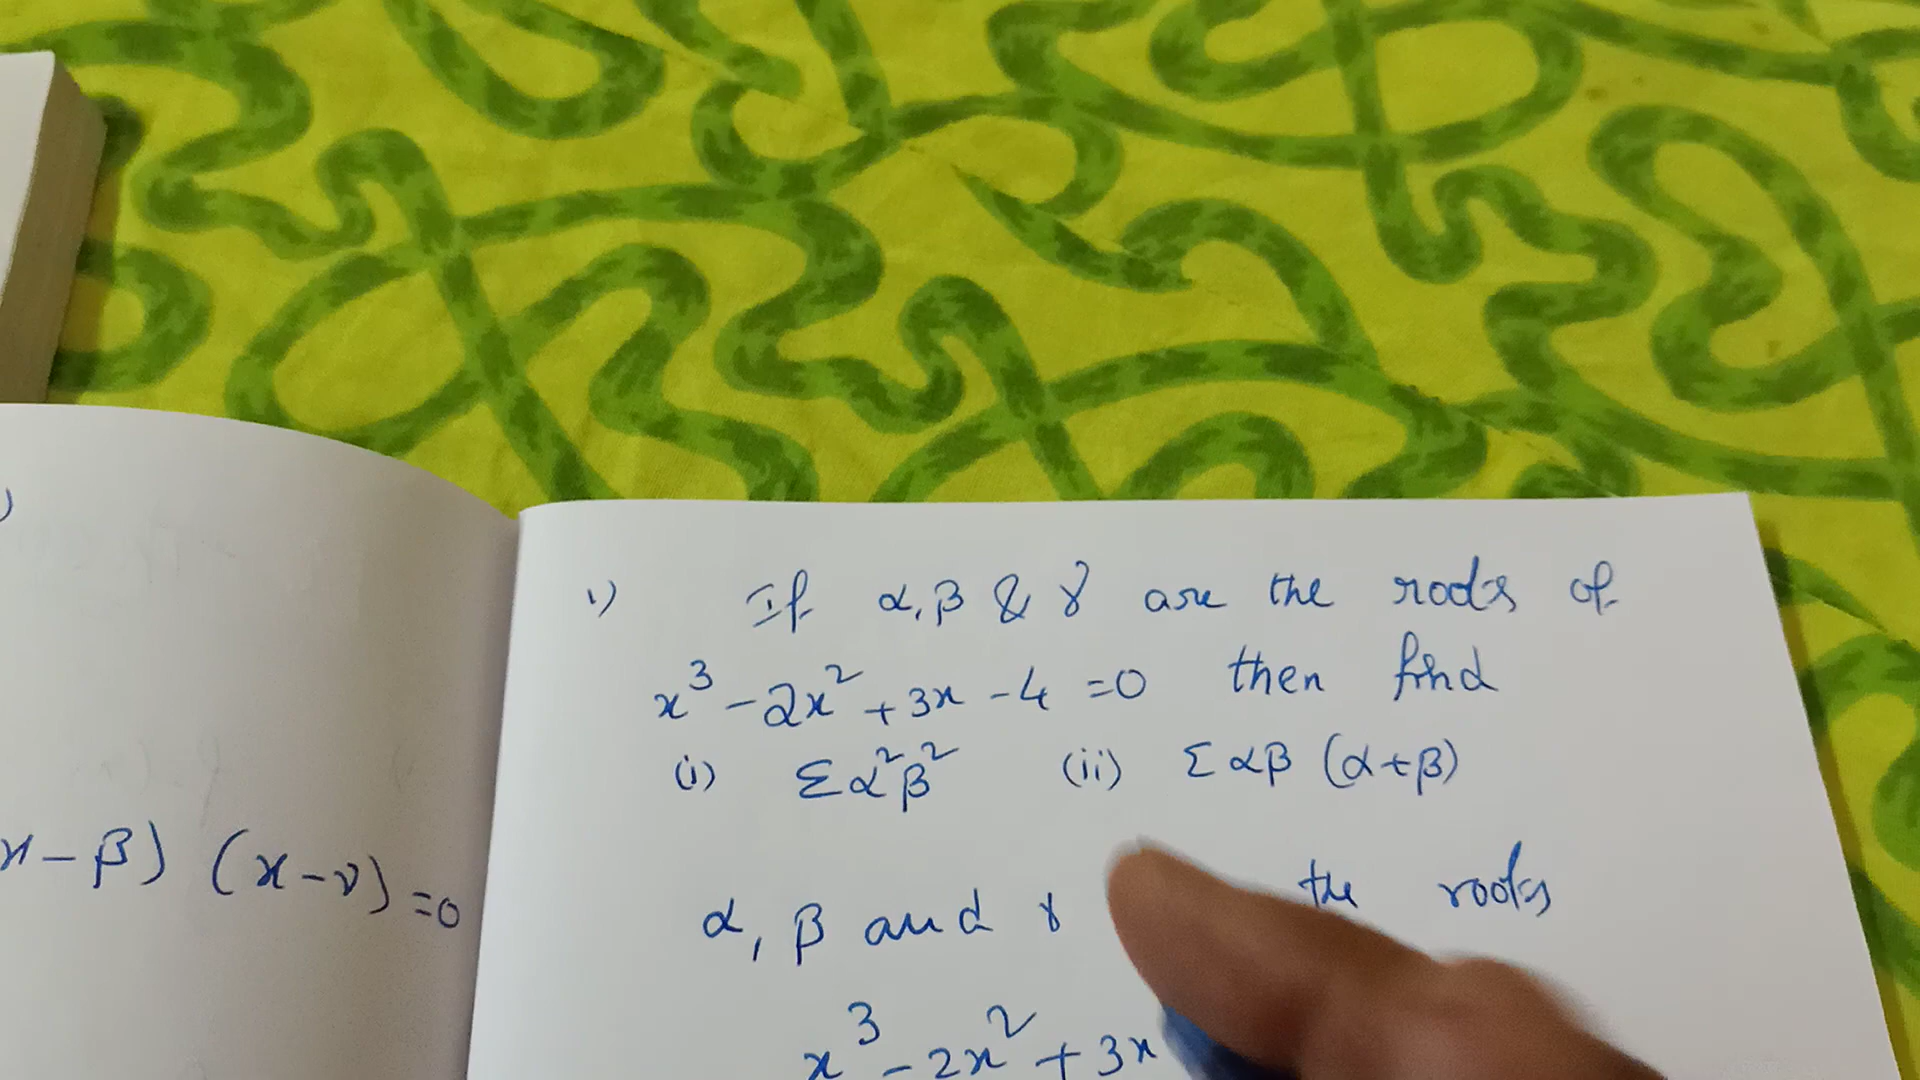 x-β) (x-γ)=0
1) If α, β & γ are the roots of
x³ - 2x² + 3x - 4 = 0 then find
(i) Σα²β² (ii) Σαβ (α+β)
α, β and γ the roots
x³ - 2x² + 3x